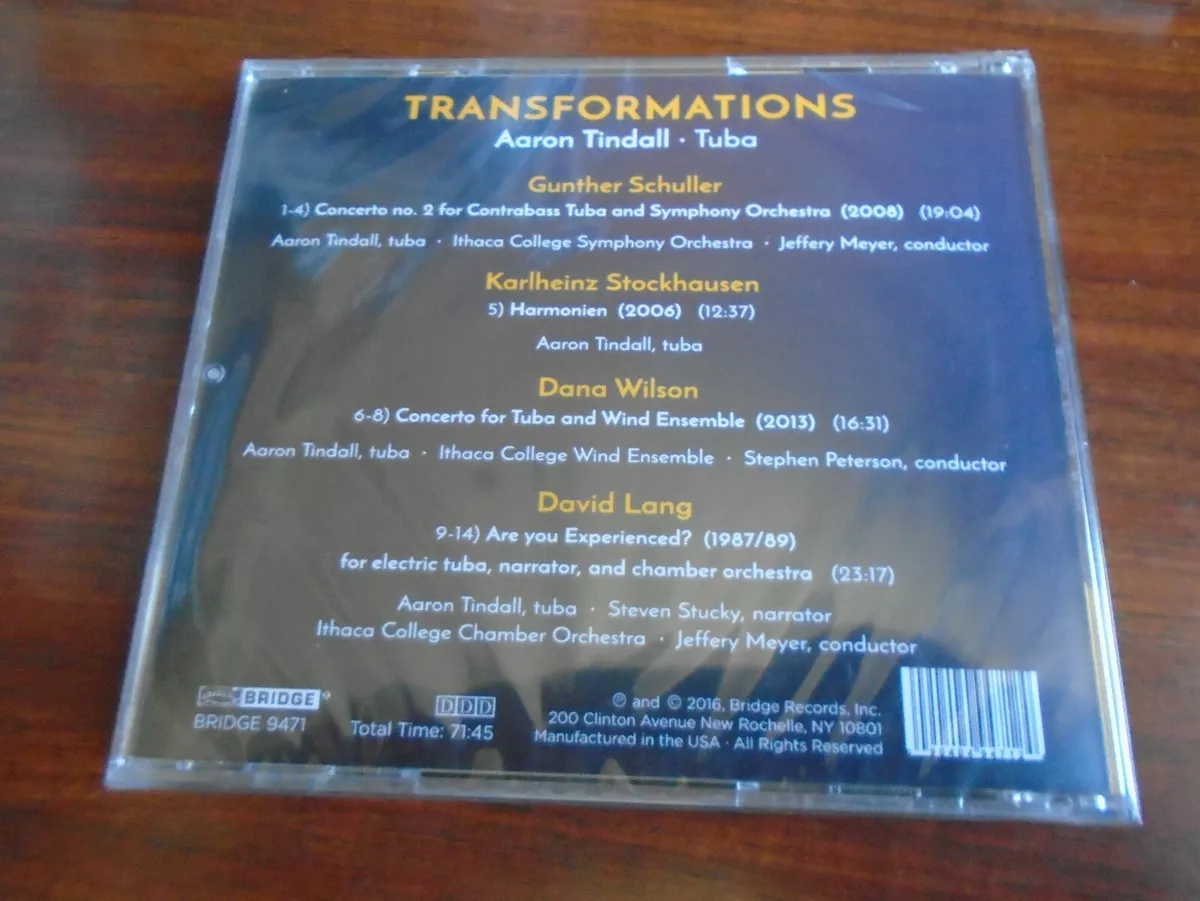 TRANSFORMATIONS
Aaron Tindall · Tuba
Gunther Schuller
1-4) Concerto no. 2 for Contrabass Tuba and Symphony Orchestra (2008) (19:04)
Aaron Tindall, tuba · Ithaca College Symphony Orchestra · Jeffery Meyer, conductor
Karlheinz Stockhausen
5) Harmonien (2006) (12:37)
Aaron Tindall, tuba
Dana Wilson
6-8) Concerto for Tuba and Wind Ensemble (2013) (16:31)
Aaron Tindall, tuba · Ithaca College Wind Ensemble · Stephen Peterson, conductor
David Lang
9-14) Are you Experienced? (1987/89)
for electric tuba, narrator, and chamber orchestra (23:17)
Aaron Tindall, tuba · Steven Stucky, narrator
Ithaca College Chamber Orchestra · Jeffery Meyer, conductor
BRIDGE
BRIDGE 9471
Total Time: 71:45
DDD
℗ and © 2016, Bridge Records, Inc.
200 Clinton Avenue New Rochelle, NY 10801
Manufactured in the USA · All Rights Reserved